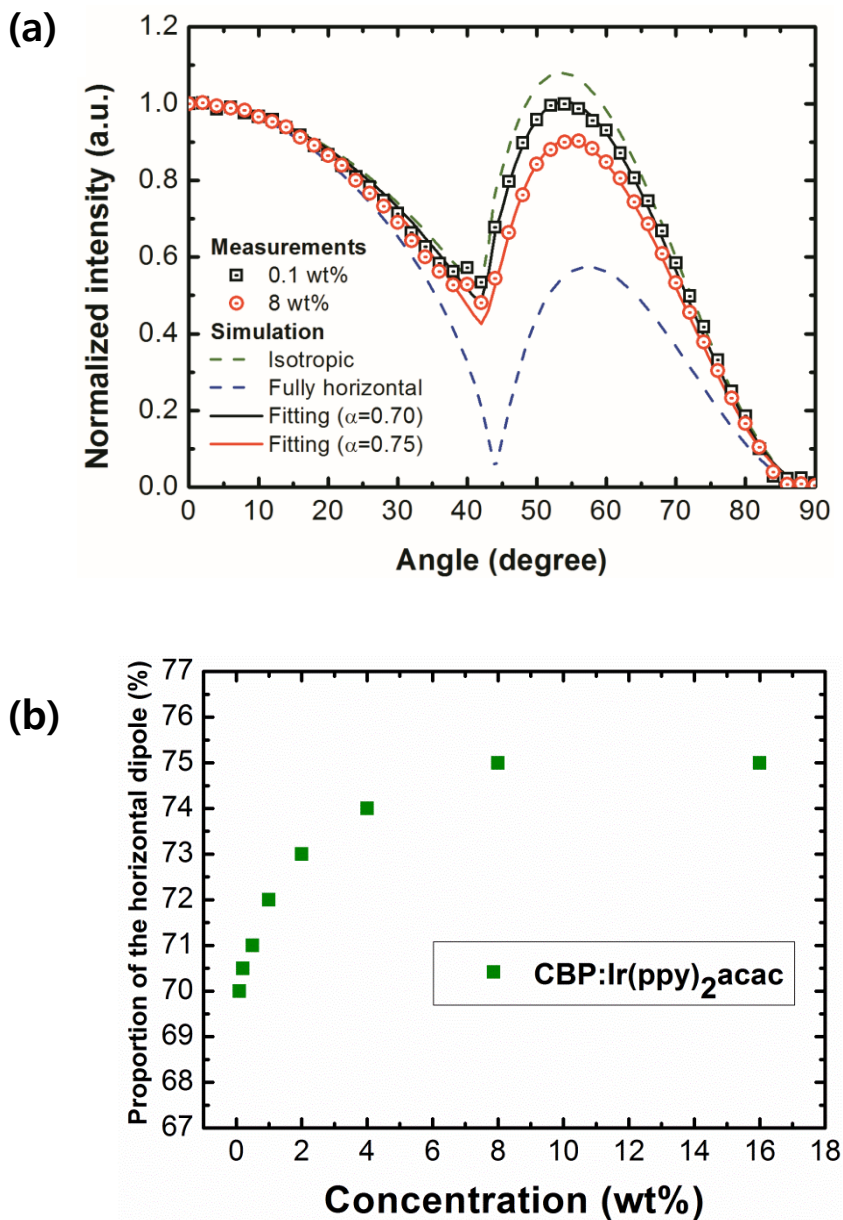 (a)
Normalized intensity (a.u.)
1.2
1.0
0.8
0.6
0.4
0.2
0.0
Measurements
0.1 wt%
8 wt%
Simulation
Isotropic
Fully horizontal
Fitting (α=0.70)
Fitting (α=0.75)
0 10 20 30 40 50 60 70 80 90
Angle (degree)
(b)
Proportion of the horizontal dipole (%)
77
76
75
74
73
72
71
70
69
68
67
CBP:Ir(ppy)2acac
0 2 4 6 8 10 12 14 16 18
Concentration (wt%)